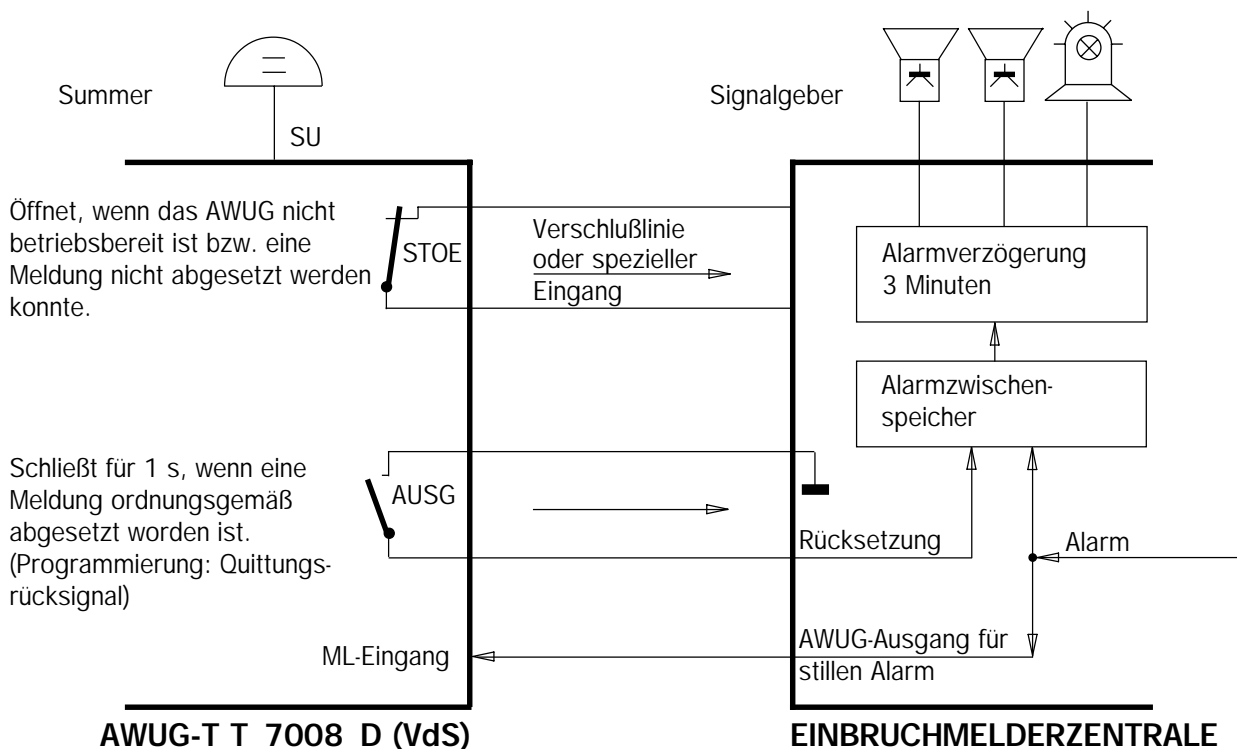 Summer
SU
Signalgeber
Öffnet, wenn das AWUG nicht
betriebsbereit ist bzw. eine
Meldung nicht abgesetzt werden
konnte.
STOE
Verschlußlinie
oder spezieller
Eingang
Alarmverzögerung
3 Minuten
Alarmzwischen-
speicher
Schließt für 1 s, wenn eine
Meldung ordnungsgemäß
abgesetzt worden ist.
(Programmierung: Quittungs-
rücksignal)
AUSG
Rücksetzung
Alarm
ML-Eingang
AWUG-Ausgang für
stillen Alarm
AWUG-T T 7008 D (VdS)
EINBRUCHMELDERZENTRALE